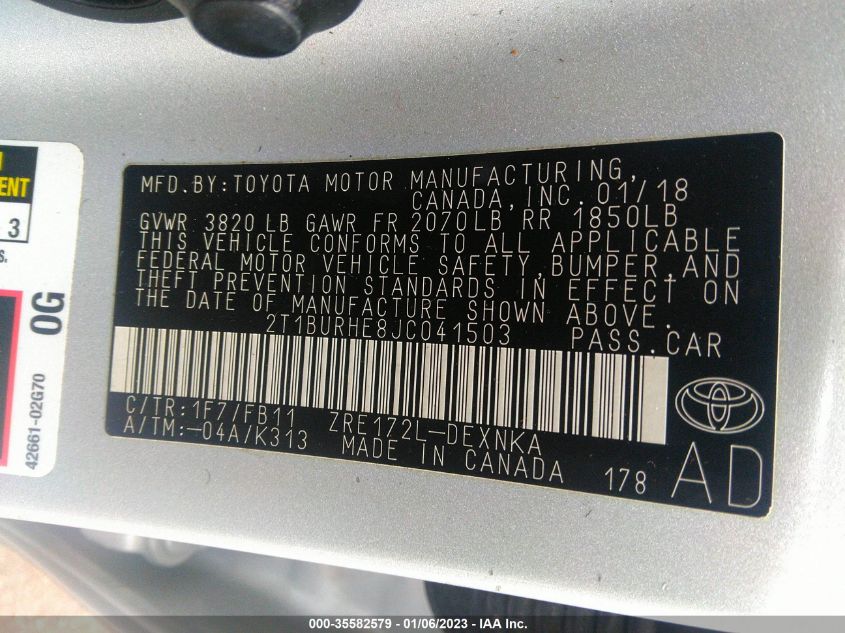 MFD.BY:TOYOTA MOTOR MANUFACTURING,
CANADA,INC. 01/18
GVWR 3820 LB GAWR FR 2070LB RR 1850LB
THIS VEHICLE CONFORMS TO ALL APPLICABLE
FEDERAL MOTOR VEHICLE SAFETY,BUMPER,AND
THEFT PREVENTION STANDARDS IN EFFECT ON
THE DATE OF MANUFACTURE SHOWN ABOVE.
2T1BURHE8JC041503 PASS.CAR
C/TR:1F7/FB11 ZRE172L-DEXNKA
A/TM:-04A/K313 MADE IN CANADA 178
AD
3
0G
42661-02G70
000-35582579 - 01/06/2023 - IAA Inc.